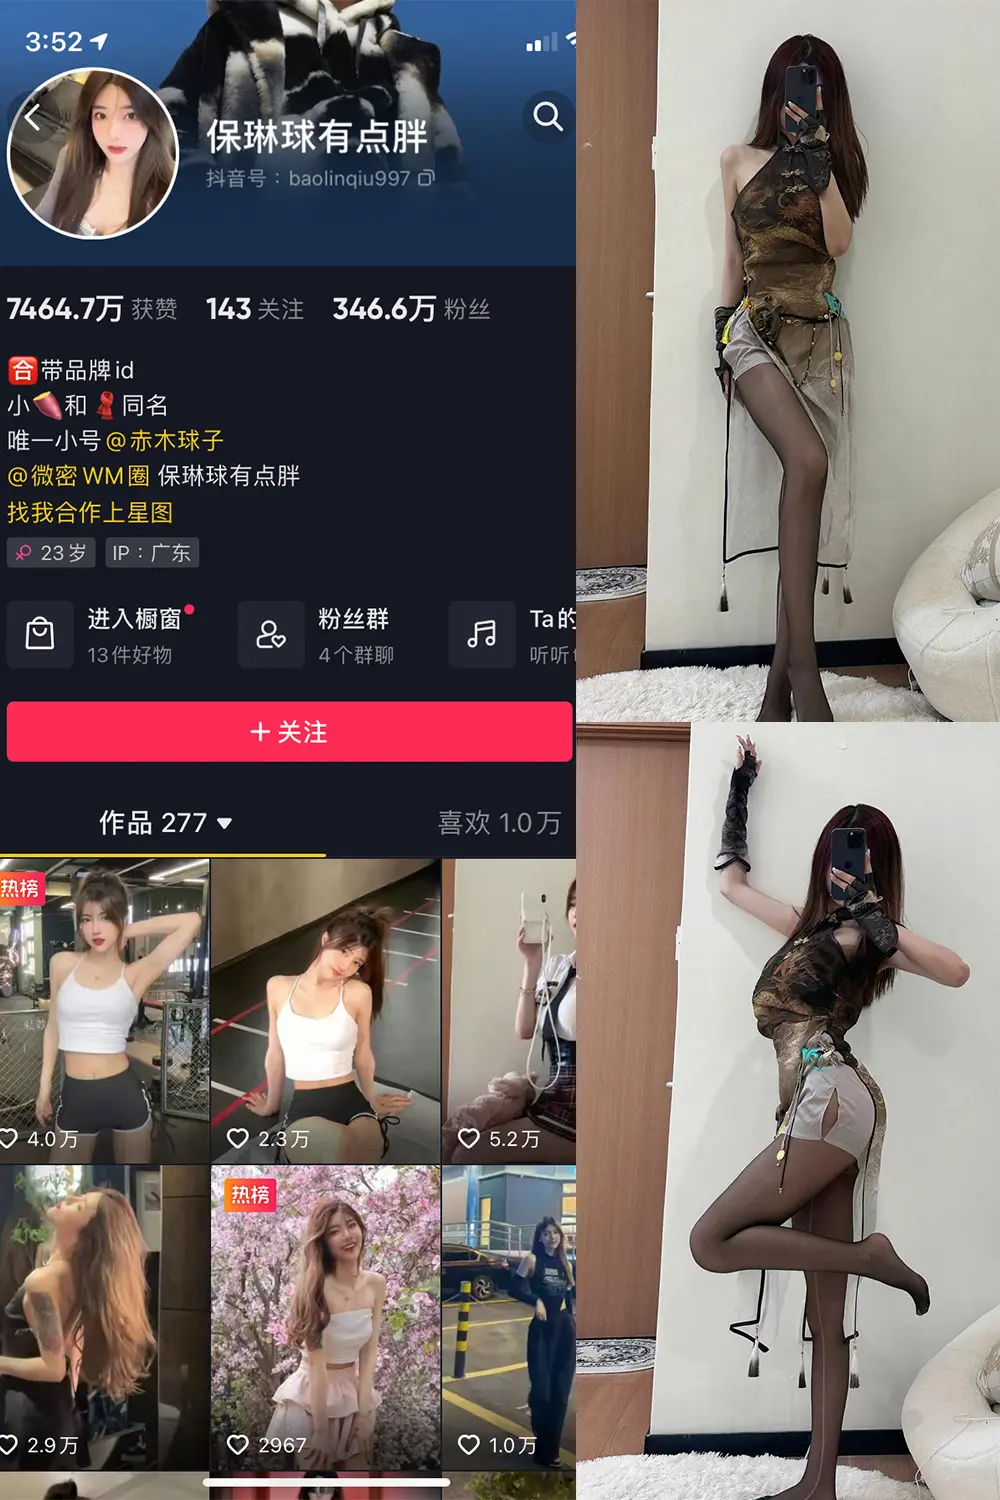 3:52
保琳球有点胖
抖音号：baolinqiu997
7464.7万 获赞 143 关注 346.6万 粉丝
合 带品牌id
小🍠和🧣同名
唯一小号@赤木球子
@微密WM圈 保琳球有点胖
找我合作上星图
23岁 IP：广东
进入橱窗 粉丝群 Ta的
13件好物 4个群聊 听听
+ 关注
作品 277 喜欢 1.0万
热榜
4.0万 2.3万 5.2万
热榜
2.9万 2967 1.0万